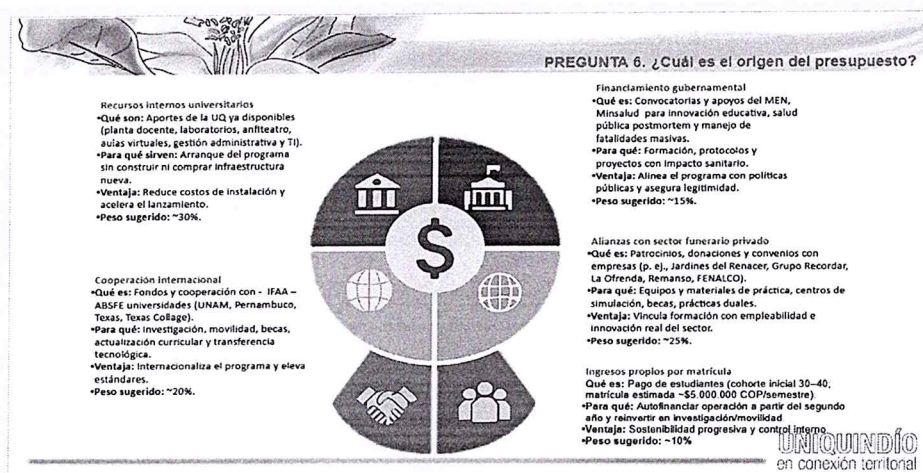 PREGUNTA 6. ¿Cuál es el origen del presupuesto?
Recursos internos universitarios
•Qué son: Aportes de la UQ ya disponibles
(planta docente, laboratorios, anfiteatro,
aulas virtuales, gestión administrativa y TI).
•Para qué sirven: Arranque del programa
sin construir ni comprar infraestructura
nueva.
•Ventaja: Reduce costos de instalación y
acelera el lanzamiento.
•Peso sugerido: ~30%.
Cooperación Internacional
•Qué es: Fondos y cooperación con - IFAA –
ABSFE universidades (UNAM, Pernambuco,
Texas, Texas Collage).
•Para qué: Investigación, movilidad, becas,
actualización curricular y transferencia
tecnológica.
•Ventaja: Internacionaliza el programa y eleva
estándares.
•Peso sugerido: ~20%.
$
Financiamiento gubernamental
•Qué es: Convocatorias y apoyos del MEN,
Minsalud para innovación educativa, salud
pública postmortem y manejo de
fatalidades masivas.
•Para qué: Formación, protocolos y
proyectos con impacto sanitario.
•Ventaja: Alinea el programa con políticas
públicas y asegura legitimidad.
•Peso sugerido: ~15%.
Alianzas con sector funerario privado
•Qué es: Patrocinios, donaciones y convenios con
empresas (p. ej., Jardines del Renacer, Grupo Recordar,
La Ofrenda, Remanso, FENALCO).
•Para qué: Equipos y materiales de práctica, centros de
simulación, becas, prácticas duales.
•Ventaja: Vincula formación con empleabilidad e
innovación real del sector.
•Peso sugerido: ~25%.
Ingresos propios por matrícula
Qué es: Pago de estudiantes (cohorte inicial 30–40;
matrícula estimada ~$5.000.000 COP/semestre).
•Para qué: Autofinanciar operación a partir del segundo
año y reinvertir en investigación/movilidad.
•Ventaja: Sostenibilidad progresiva y control interno.
•Peso sugerido: ~10%
UNIQUINDÍO
en conexión territorial